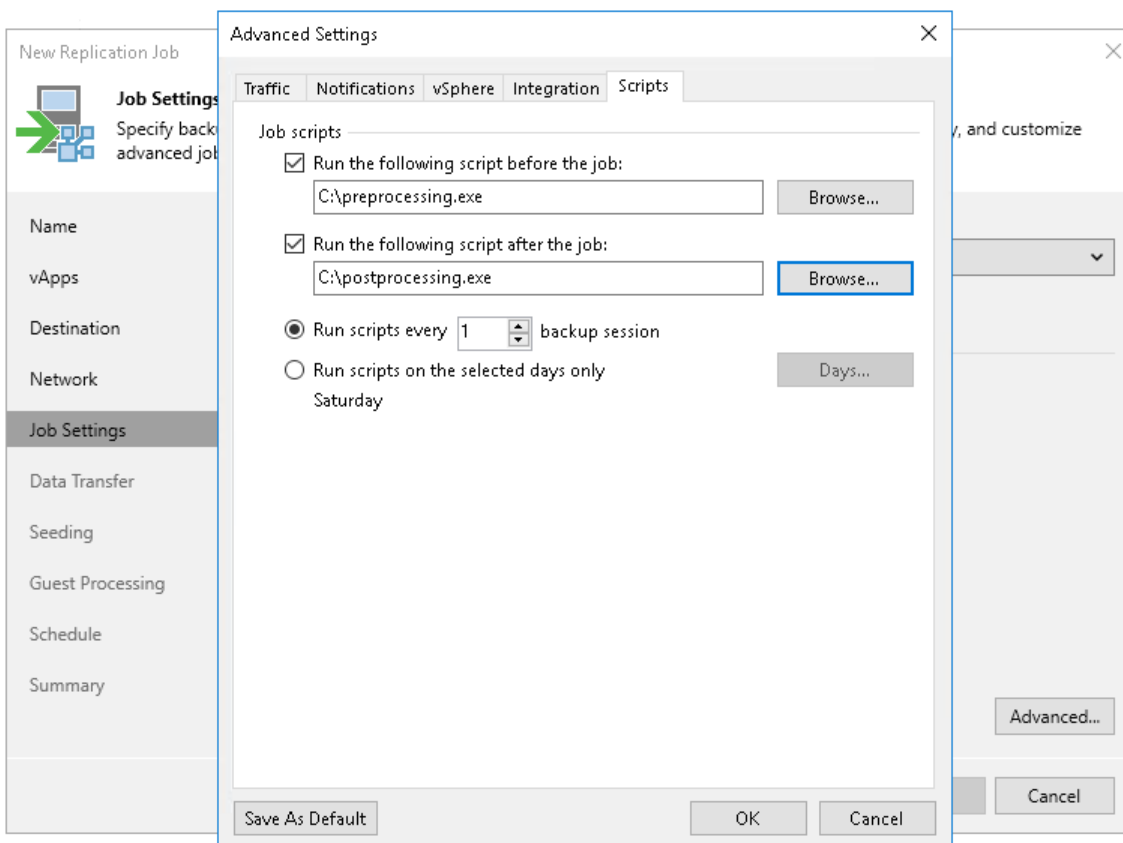 New Replication Job
Job Settings
Specify back
advanced job
y, and customize
Name
vApps
Destination
Network
Job Settings
Data Transfer
Seeding
Guest Processing
Schedule
Summary
Advanced...
Cancel
Advanced Settings
Traffic Notifications vSphere Integration Scripts
Job scripts
Run the following script before the job:
C:\preprocessing.exe Browse...
Run the following script after the job:
C:\postprocessing.exe Browse...
Run scripts every 1 backup session
Run scripts on the selected days only Days...
Saturday
Save As Default OK Cancel